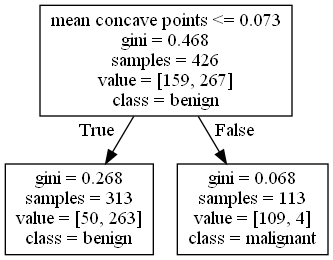 mean concave points <= 0.073
gini = 0.468
samples = 426
value = [159, 267]
class = benign
True
False
gini = 0.268
samples = 313
value = [50, 263]
class = benign
gini = 0.068
samples = 113
value = [109, 4]
class = malignant